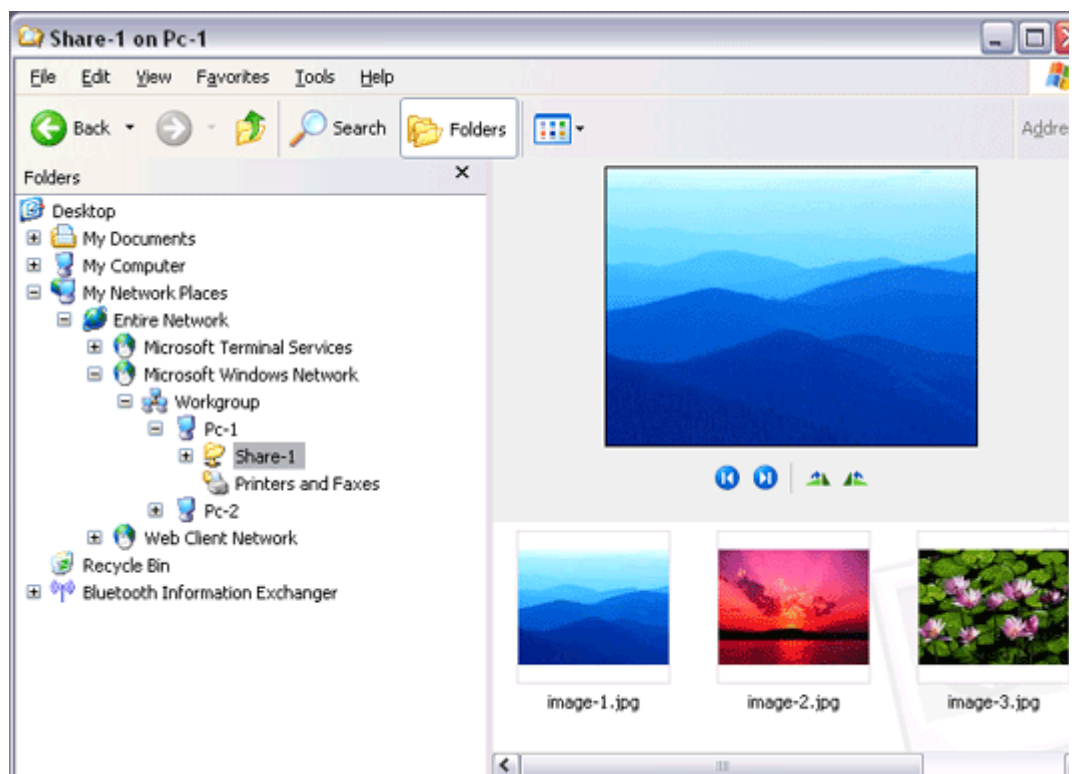 Share-1 on Pc-1
File Edit View Favorites Tools Help
Back Search Folders
Folders
Desktop
My Documents
My Computer
My Network Places
Entire Network
Microsoft Terminal Services
Microsoft Windows Network
Workgroup
Pc-1
Share-1
Printers and Faxes
Pc-2
Web Client Network
Recycle Bin
Bluetooth Information Exchanger
image-1.jpg image-2.jpg image-3.jpg